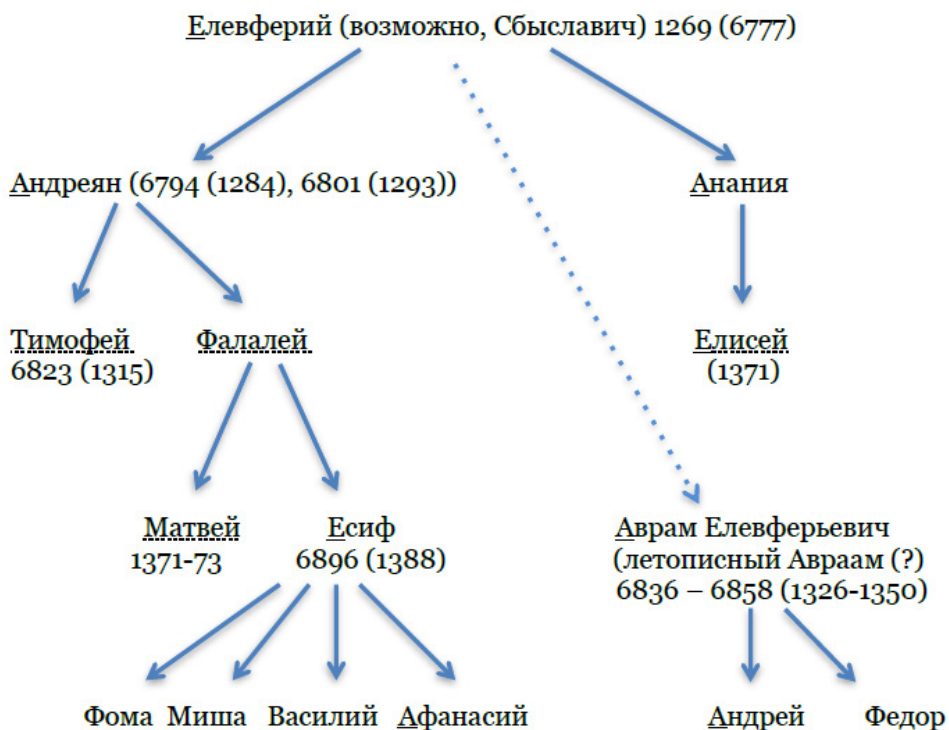 Елевферий (возможно, Сбыславич) 1269 (6777)
Андреян (6794 (1284), 6801 (1293))
Анания
Тимофей
6823 (1315)
Фалалей
Елисей
(1371)
Матвей
1371-73
Есиф
6896 (1388)
Аврам Елевферьевич
(летописный Авраам (?)
6836 – 6858 (1326-1350)
Фома Миша Василий Афанасий
Андрей Федор